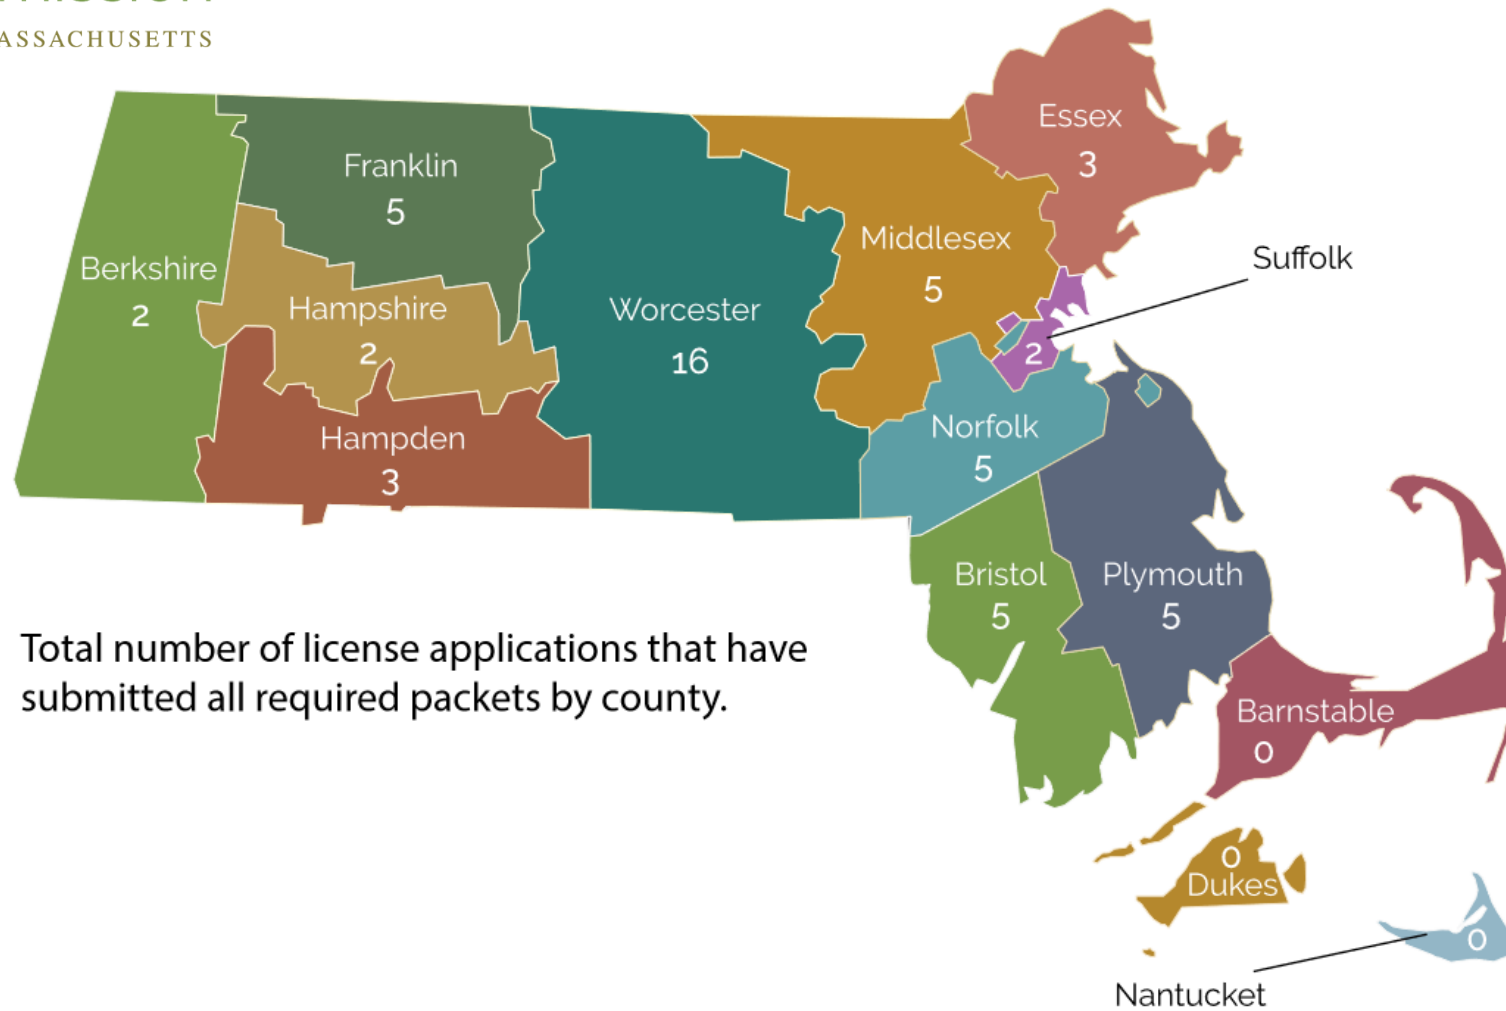 ASSACHUSETTS
Essex
3
Franklin
5
Middlesex
5
Suffolk
2
Berkshire
2
Hampshire
2
Worcester
16
Norfolk
5
Hampden
3
Bristol
5
Plymouth
5
Total number of license applications that have
submitted all required packets by county.
Barnstable
0
0
Dukes
0
Nantucket